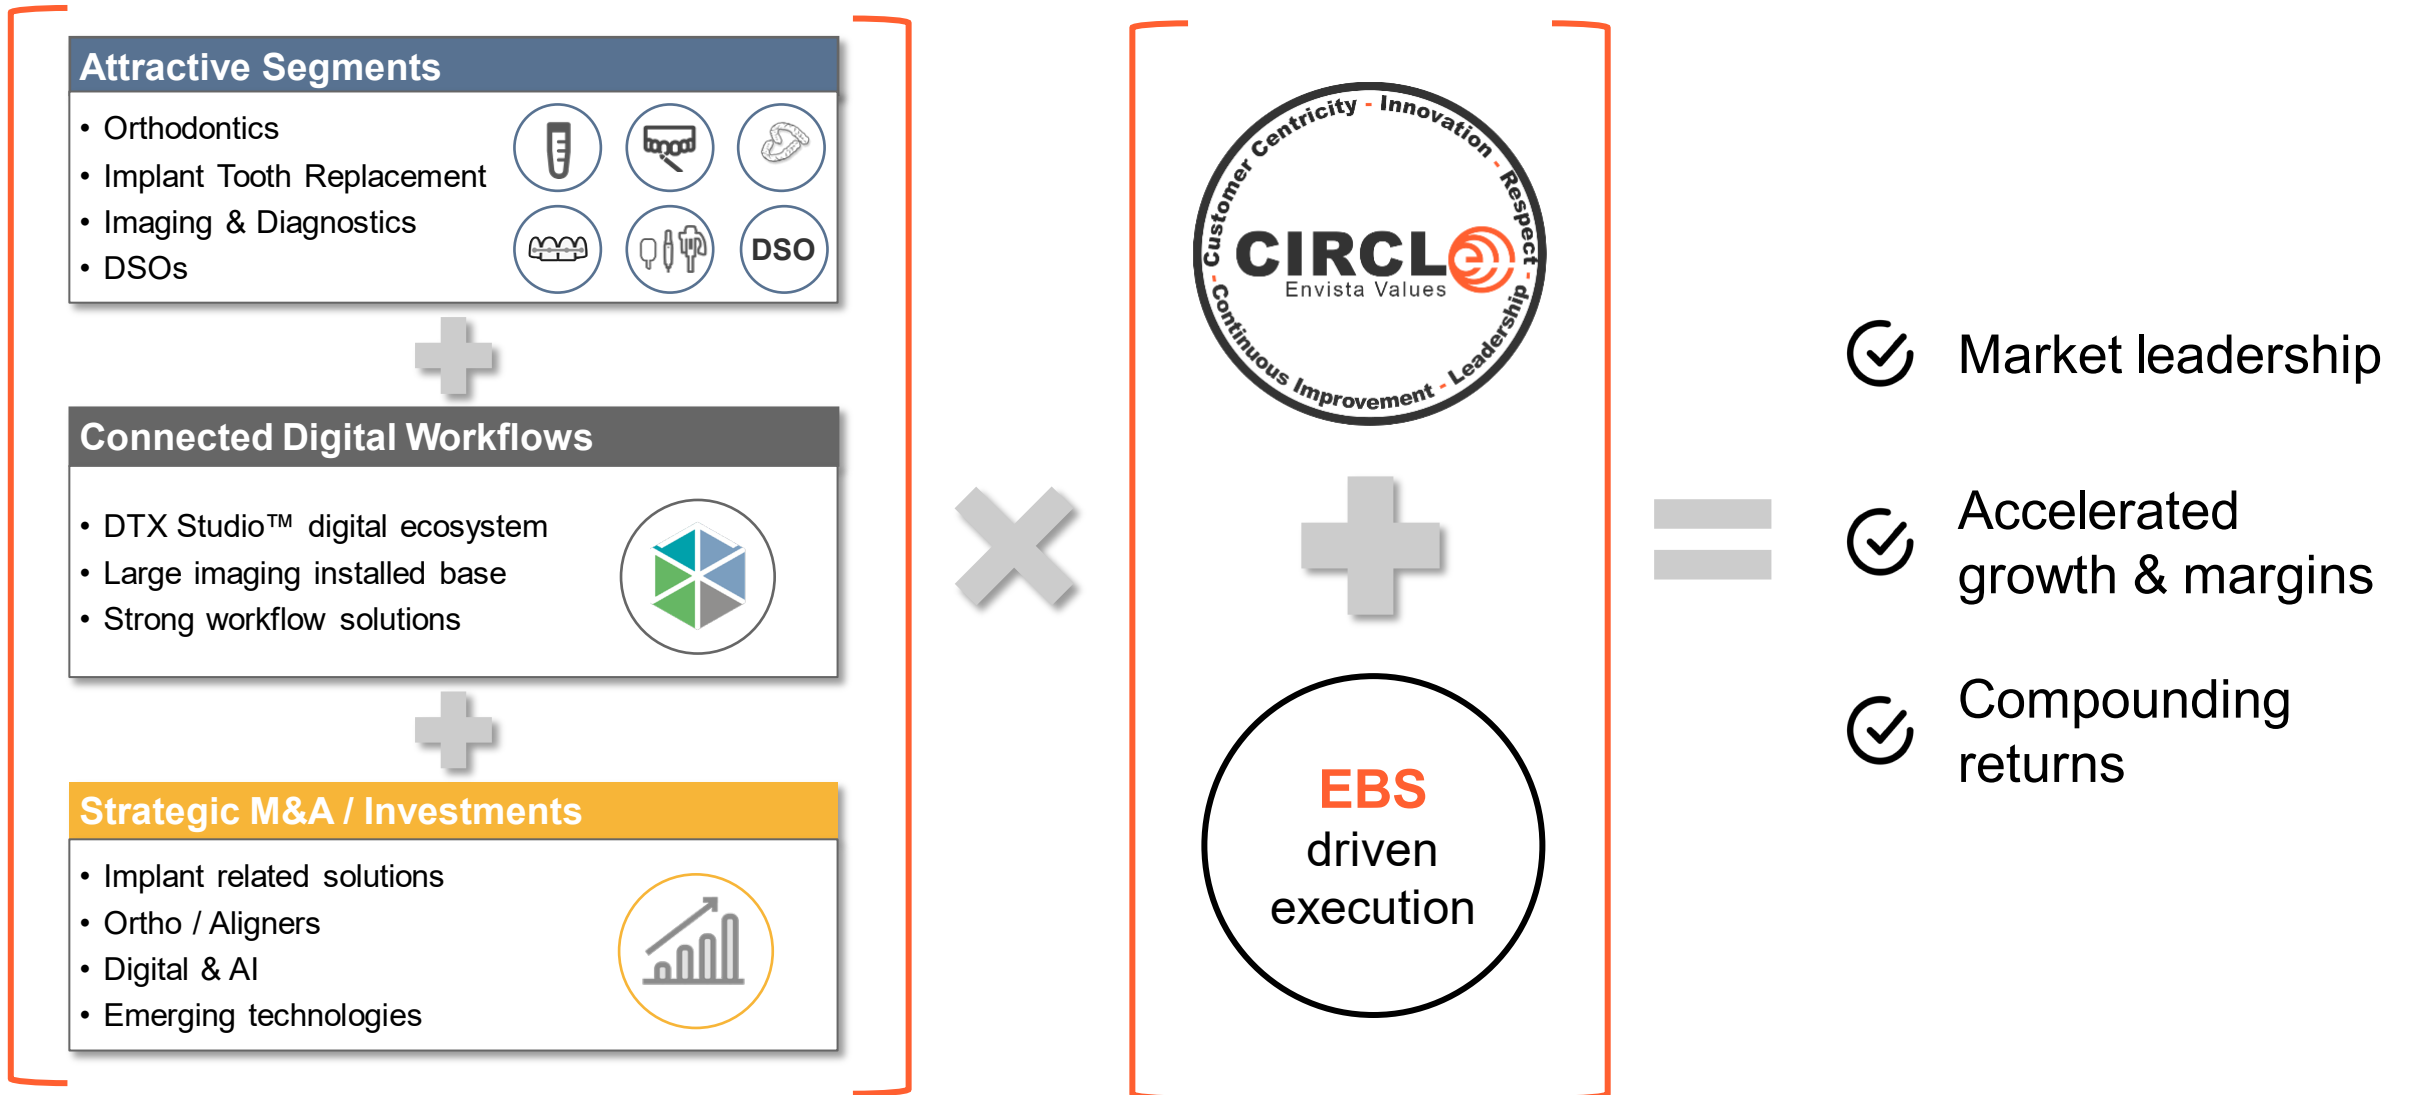 Attractive Segments
• Orthodontics
• Implant Tooth Replacement
• Imaging & Diagnostics
• DSOs
DSO
Connected Digital Workflows
• DTX Studio™ digital ecosystem
• Large imaging installed base
• Strong workflow solutions
Strategic M&A / Investments
• Implant related solutions
• Ortho / Aligners
• Digital & AI
• Emerging technologies
Customer Centricity - Innovation - Respect - Leadership - Continuous Improvement -
CIRCLe
Envista Values
EBS
driven
execution
Market leadership
Accelerated
growth & margins
Compounding
returns